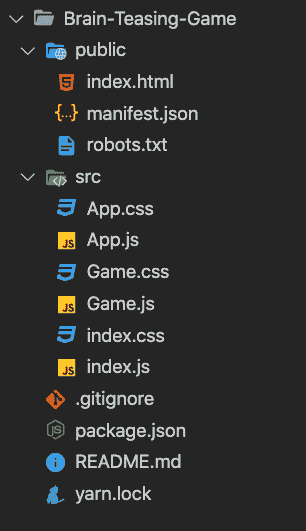 Brain-Teasing-Game
public
index.html
manifest.json
robots.txt
src
App.css
App.js
Game.css
Game.js
index.css
index.js
.gitignore
package.json
README.md
yarn.lock